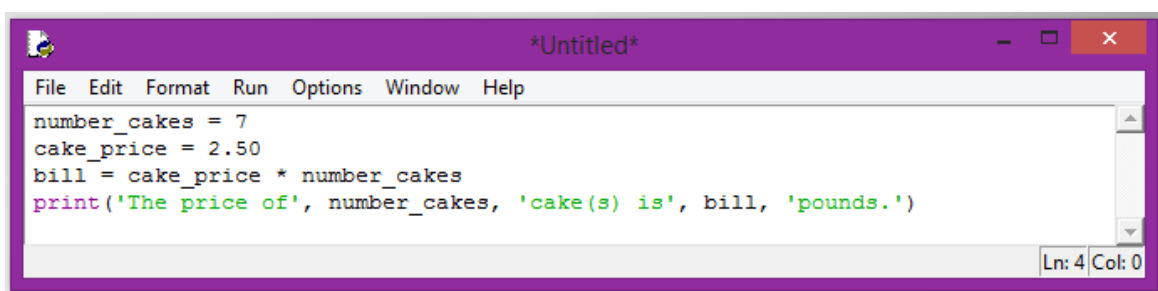 *Untitled*
File Edit Format Run Options Window Help
number_cakes = 7
cake_price = 2.50
bill = cake_price * number_cakes
print('The price of', number_cakes, 'cake(s) is', bill, 'pounds.')
Ln: 4 Col: 0